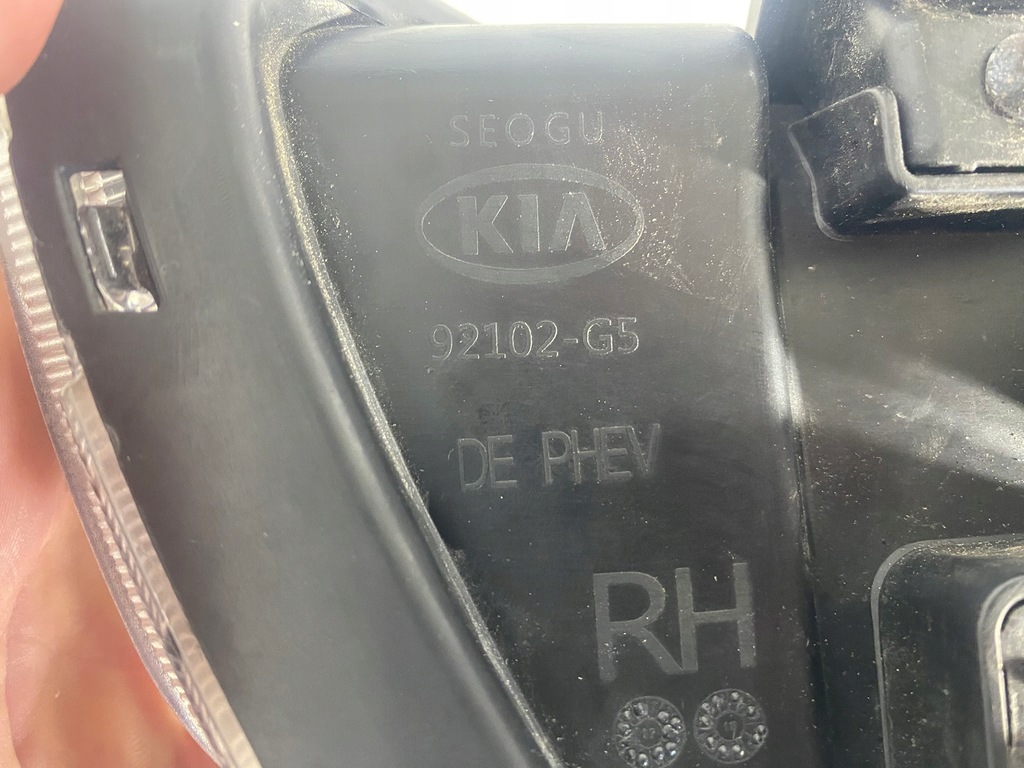 SEOGU
KIA
92102-G5
DE PHEV
RH